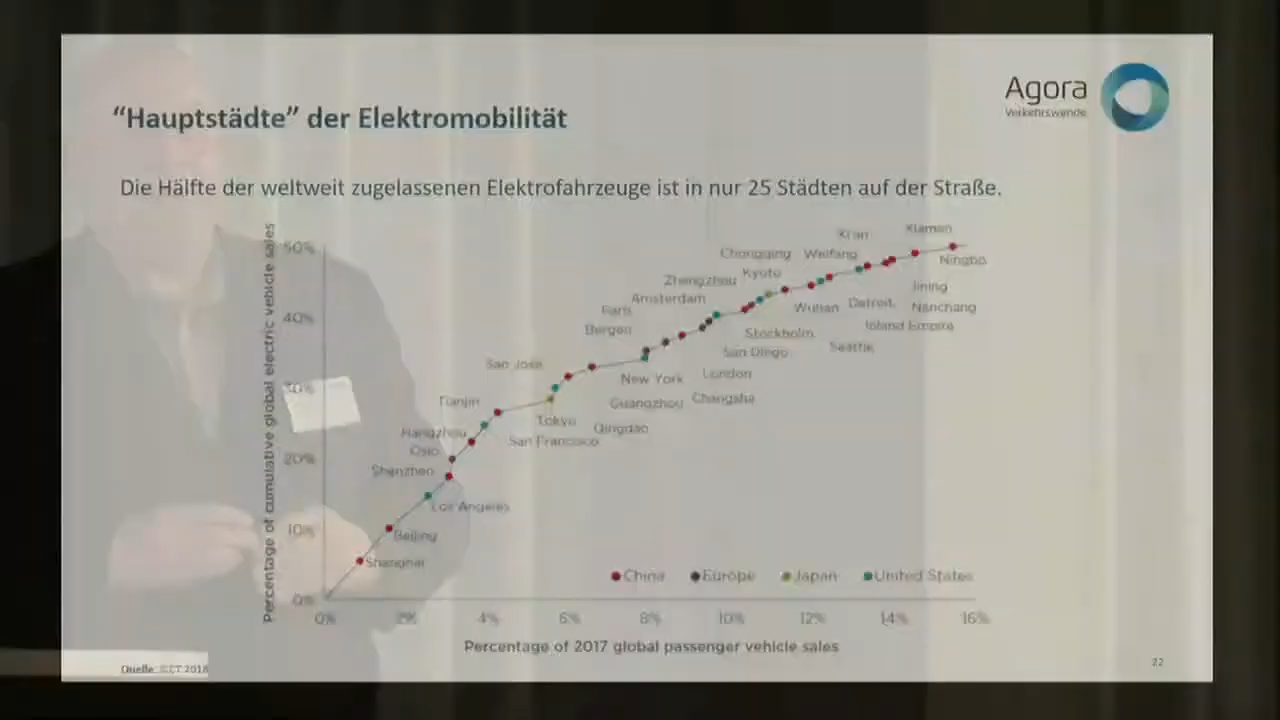 Agora
Verkehrswende
“Hauptstädte” der Elektromobilität
Die Hälfte der weltweit zugelassenen Elektrofahrzeuge ist in nur 25 Städten auf der Straße.
Percentage of cumulative global electric vehicle sales
50%
40%
30%
20%
10%
0%
Xi'an
Xiamen
Chongqing
Weifang
Ningbo
Kyoto
Zhengzhou
Jining
Amsterdam
Paris
Wuhan
Detroit
Nanchang
Bergen
Stockholm
Inland Empire
San Diego
Seattle
San Jose
New York
London
Tianjin
Guangzhou
Changsha
Tokyo
Qingdao
Hangzhou
San Francisco
Oslo
Shenzhen
Los Angeles
Beijing
Shanghai
China
Europe
Japan
United States
0%
2%
4%
6%
8%
10%
12%
14%
16%
Percentage of 2017 global passenger vehicle sales
Quelle: ICCT 2018
22